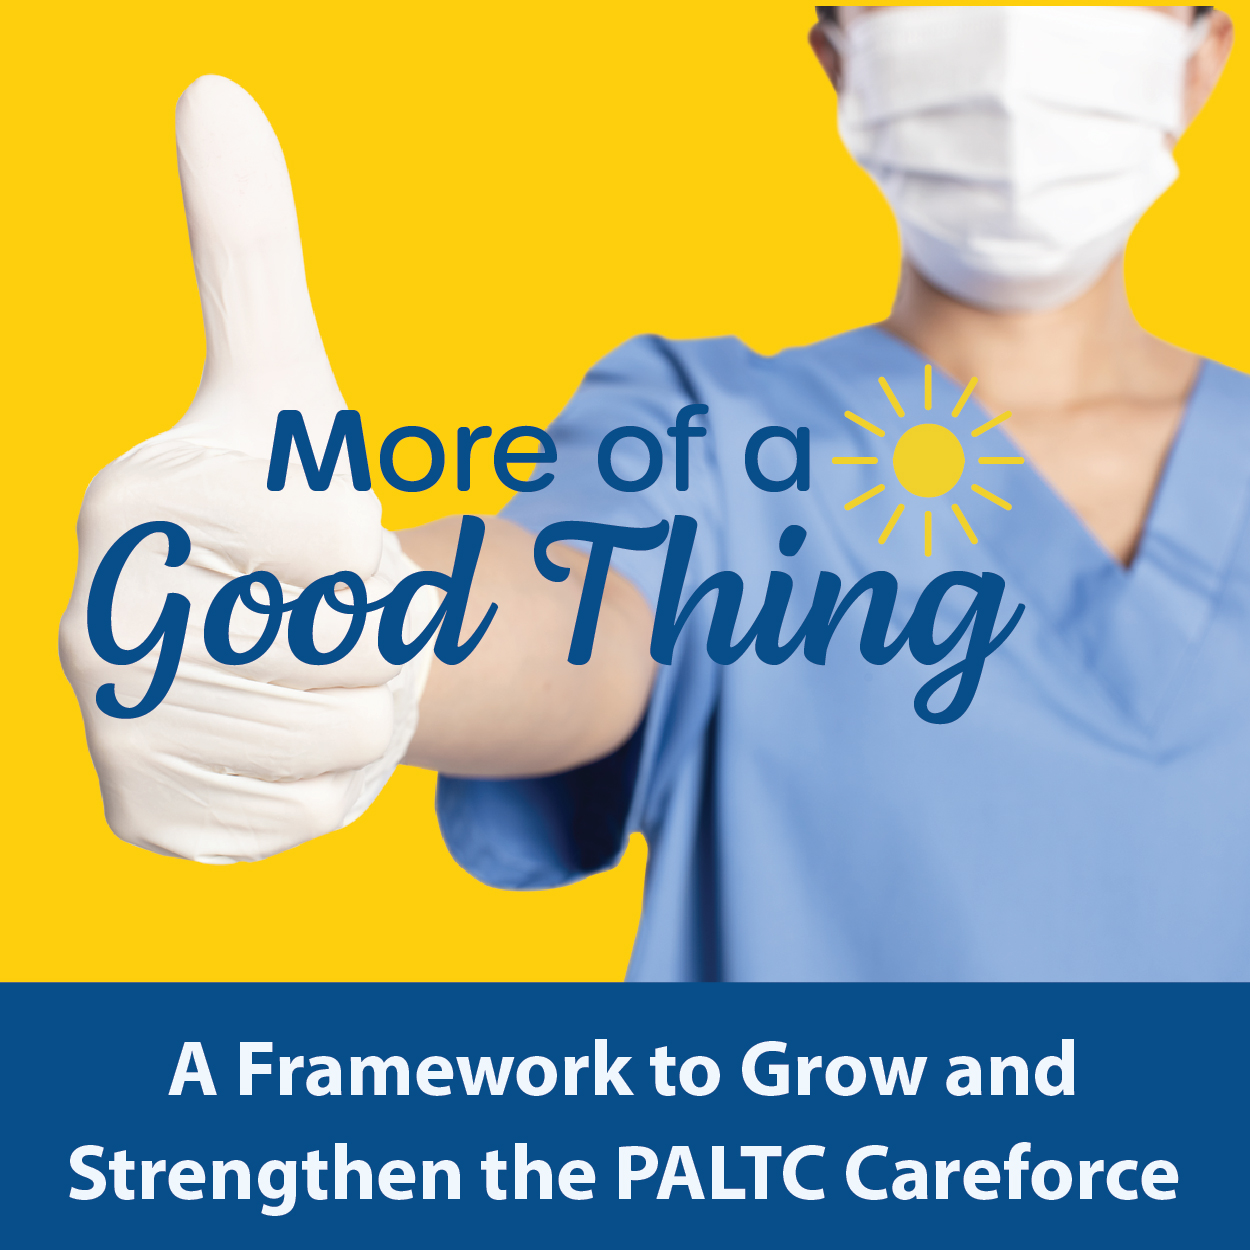 More of a
Good Thing
A Framework to Grow and
Strengthen the PALTC Careforce